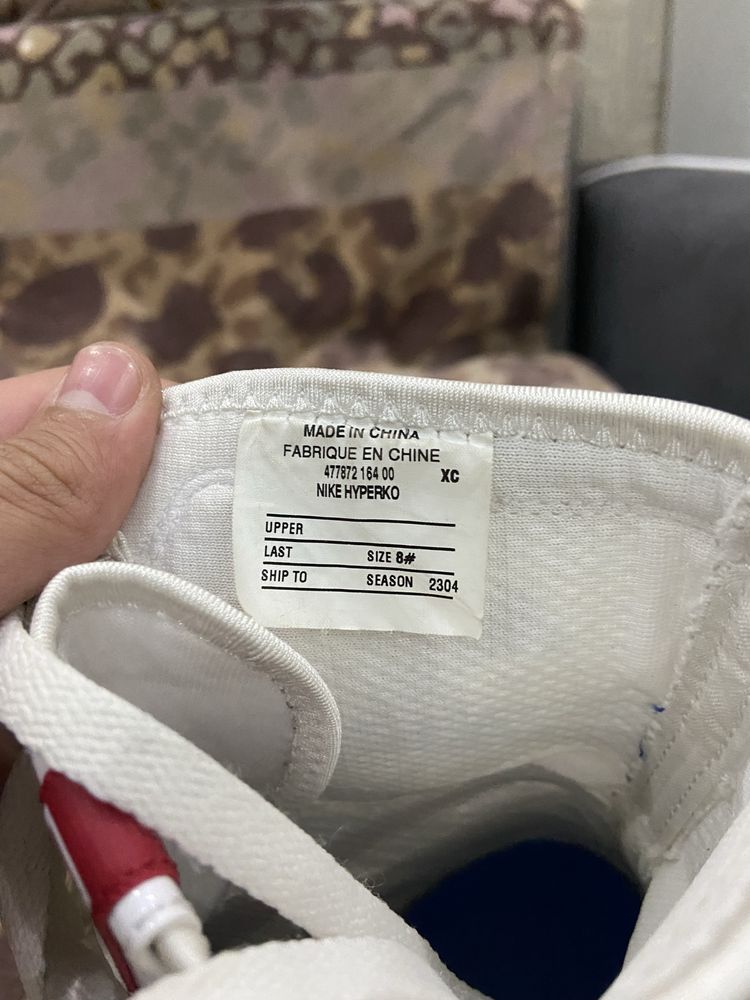 MADE IN CHINA
FABRIQUE EN CHINE
477872 164 00 XC
NIKE HYPERKO
UPPER
LAST SIZE 8#
SHIP TO SEASON 2304